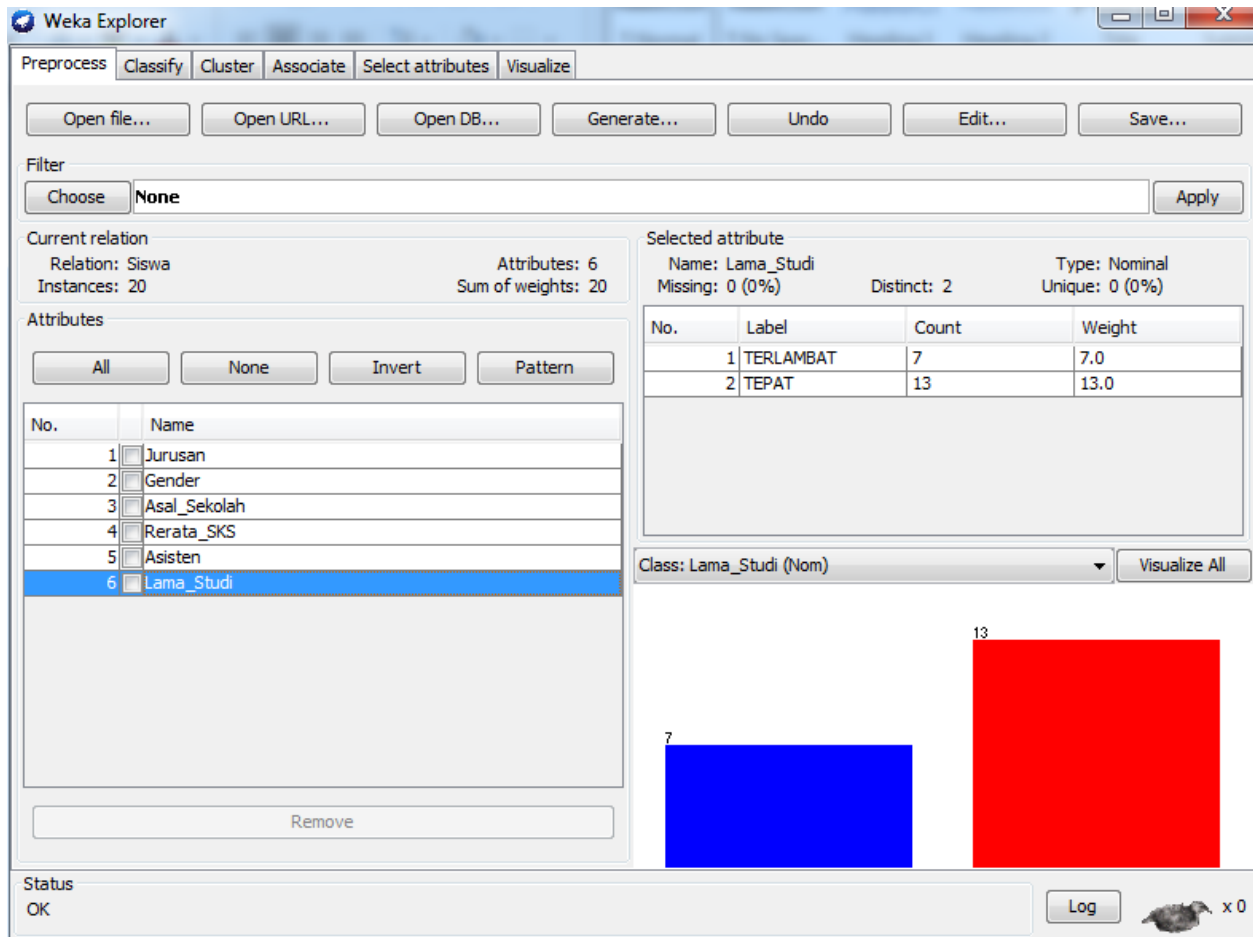 Weka Explorer
Preprocess Classify Cluster Associate Select attributes Visualize
Open file... Open URL... Open DB... Generate... Undo Edit... Save...
Filter
Choose None Apply
Current relation
Relation: Siswa Attributes: 6
Instances: 20 Sum of weights: 20
Attributes
All None Invert Pattern
No. Name
1 Jurusan
2 Gender
3 Asal_Sekolah
4 Rerata_SKS
5 Asisten
6 Lama_Studi
Remove
Selected attribute
Name: Lama_Studi Type: Nominal
Missing: 0 (0%) Distinct: 2 Unique: 0 (0%)
No. Label Count Weight
1 TERLAMBAT 7 7.0
2 TEPAT 13 13.0
Class: Lama_Studi (Nom) Visualize All
13
7
Status
OK Log x 0